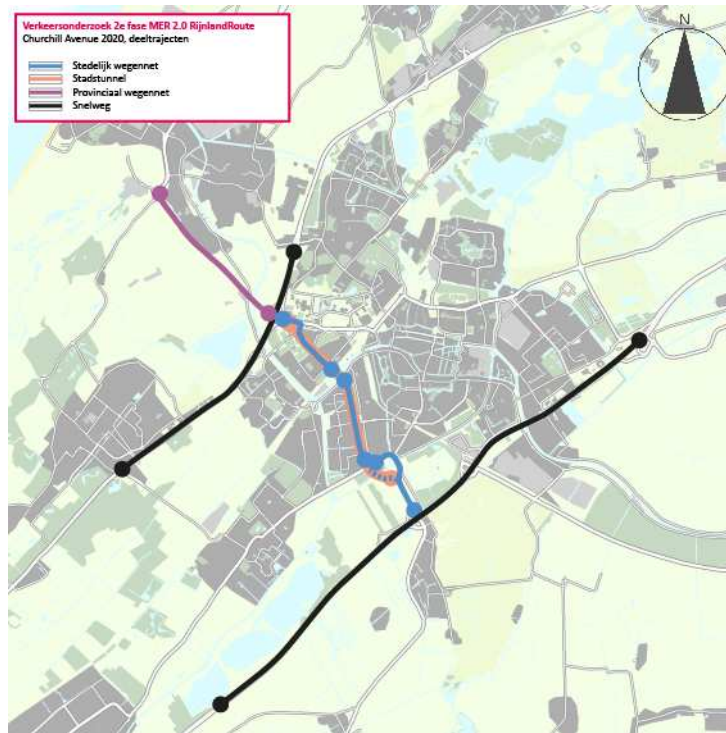 Verkeersonderzoek 2e fase MER 2.0 RijnlandRoute
Churchill Avenue 2020, deeltrajecten
Stedelijk wegennet
Stadstunnel
Provinciaal wegennet
Snelweg
N